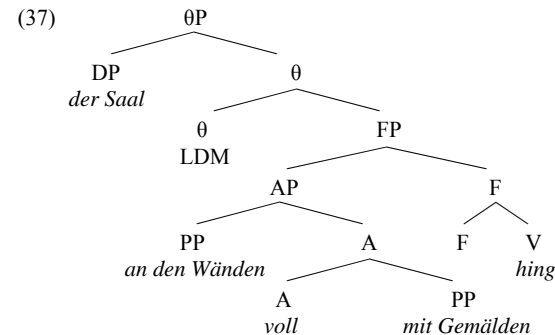 (37) θP
DP θ
der Saal
θ FP
LDM
AP F
PP A F V
an den Wänden hing
A PP
voll mit Gemälden